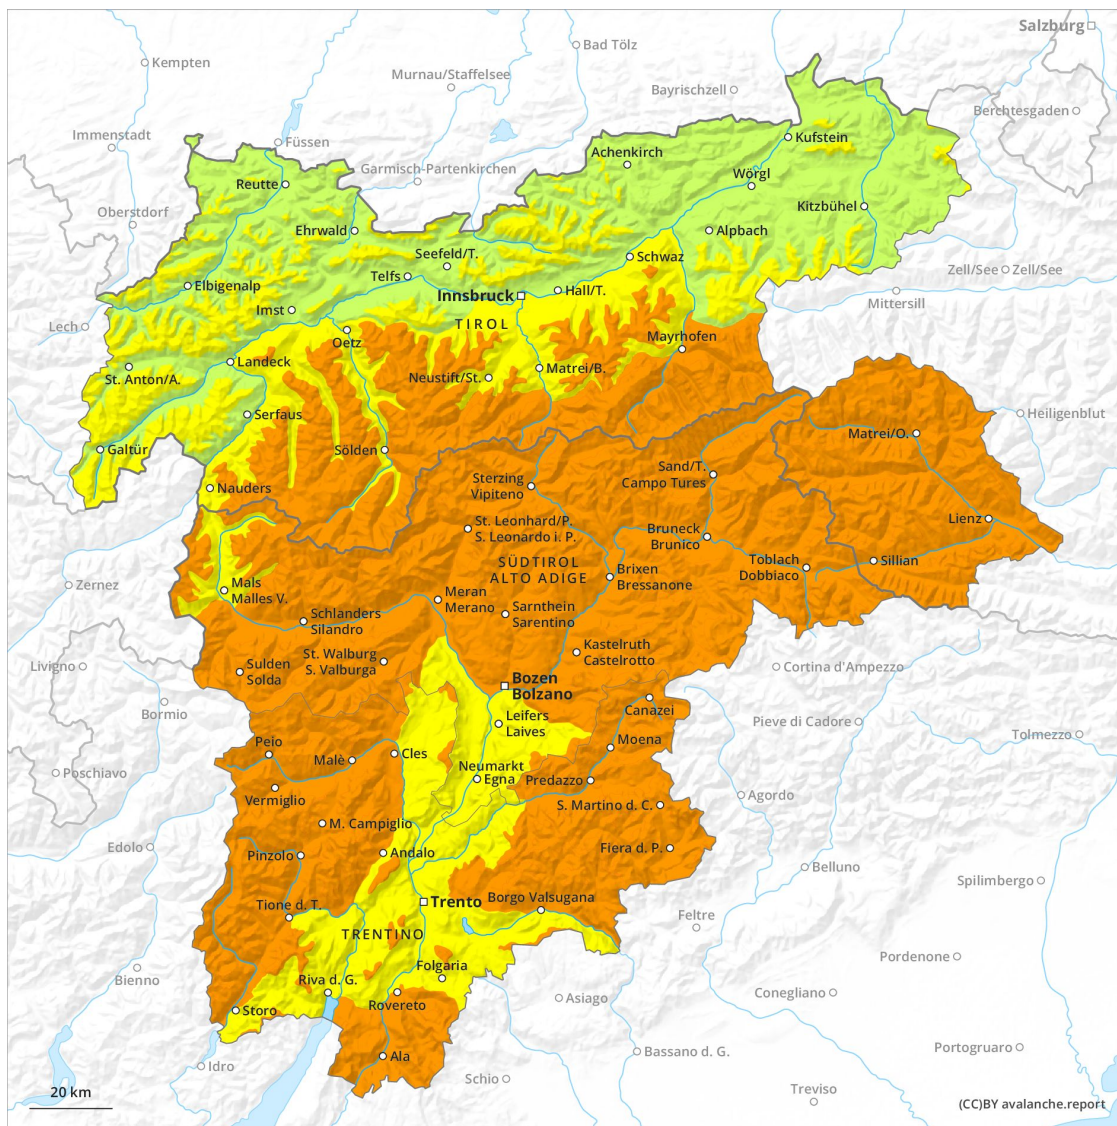 Salzburg
Bad Tölz
Kempten
Murnau/Staffelsee
Bayrischzell
Berchtesgaden
Immenstadt
Füssen
Kufstein
Achenkirch
Garmisch-Partenkirchen
Wörgl
Reutte
Oberstdorf
Kitzbühel
Ehrwald
Alpbach
Seefeld/T.
Schwaz
Zell/See
Zell/See
Telfs
Elbigenalp
Hall/T.
Innsbruck
Mittersill
Imst
TIROL
Lech
Oetz
Mayrhofen
Landeck
Matrei/B.
St. Anton/A.
Neustift/St.
Serfaus
Heiligenblut
Matrei/O.
Galtür
Sölden
Sand/T.
Campo Tures
Sterzing
Vipiteno
Nauders
Lienz
St. Leonhard/P.
S. Leonardo i. P.
Bruneck
Brunico
SÜDTIROL
ALTO ADIGE
Toblach
Dobbiaco
Sillian
Brixen
Bressanone
Zernez
Mals
Malles V.
Meran
Merano
Sarnthein
Sarentino
Schlanders
Silandro
Kastelruth
Castelrotto
St. Walburg
S. Valburga
Livigno
Sulden
Solda
Cortina d'Ampezzo
Bozen
Bolzano
Bormio
Canazei
Leifers
Laives
Pieve di Cadore
Tolmezzo
Moena
Peio
Cles
Malè
Neumarkt
Egna
Poschiavo
Predazzo
Vermiglio
Agordo
S. Martino d. C.
M. Campiglio
Edolo
Fiera d. P.
Andalo
Pinzolo
Belluno
Spilimbergo
Borgo Valsugana
Trento
Tione d. T.
Feltre
TRENTINO
Pordenone
Folgaria
Bienno
Riva d. G.
Conegliano
Asiago
Rovereto
Storo
Portogruaro
Bassano d. G.
Ala
Idro
Schio
Treviso
20 km
(CC)BY avalanche.report